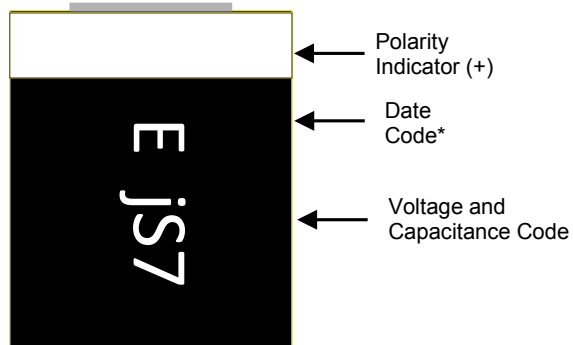 Polarity
Indicator (+)
Date
Code*
E jS7
Voltage and
Capacitance Code